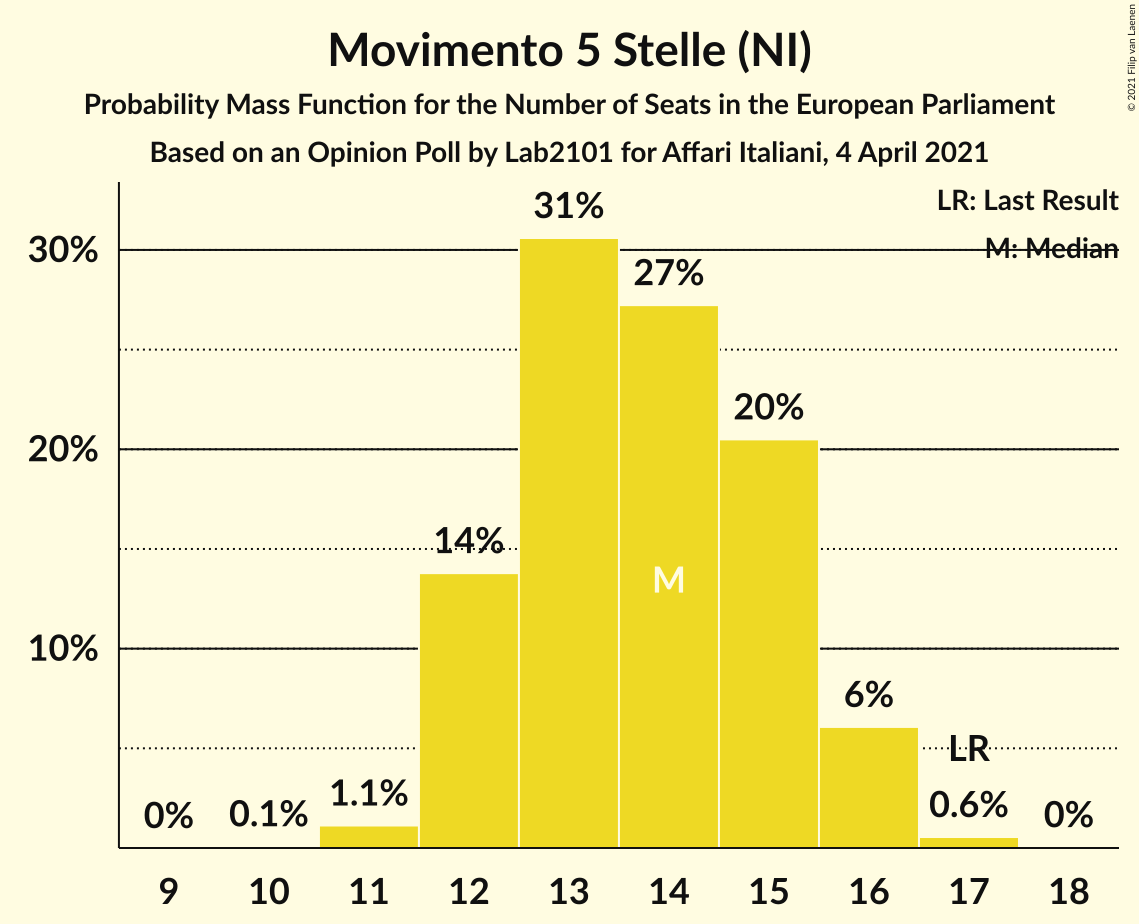 © 2021 Filip van Laenen
Movimento 5 Stelle (NI)
Probability Mass Function for the Number of Seats in the European Parliament
Based on an Opinion Poll by Lab2101 for Affari Italiani, 4 April 2021
LR: Last Result
M: Median
31%
30%
27%
20%
20%
14%
M
10%
6%
LR
1.1%
0.6%
0%
0.1%
0%
9 10 11 12 13 14 15 16 17 18